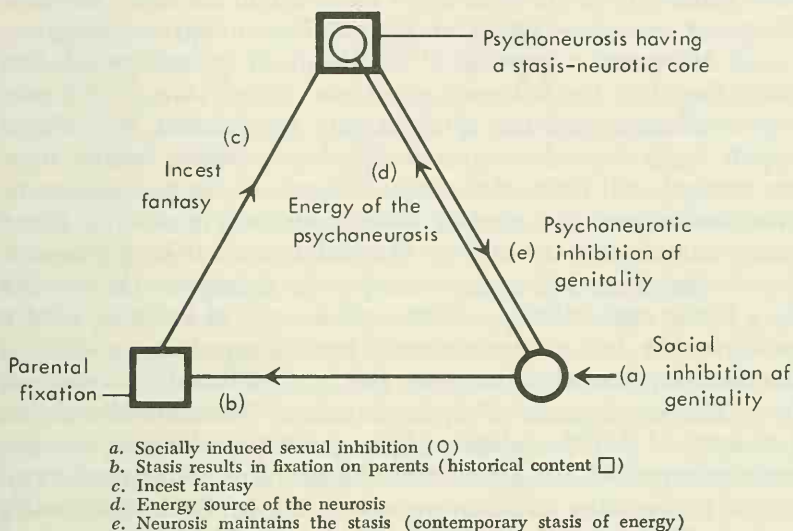 Psychoneurosis having
a stasis-neurotic core
(c)
Incest
fantasy
(d)
Energy of the
psychoneurosis
Psychoneurotic
(e) inhibition of
genitality
Parental
fixation
(b)
Social
(a) inhibition of
genitality
a. Socially induced sexual inhibition (O)
b. Stasis results in fixation on parents (historical content □)
c. Incest fantasy
d. Energy source of the neurosis
e. Neurosis maintains the stasis (contemporary stasis of energy)